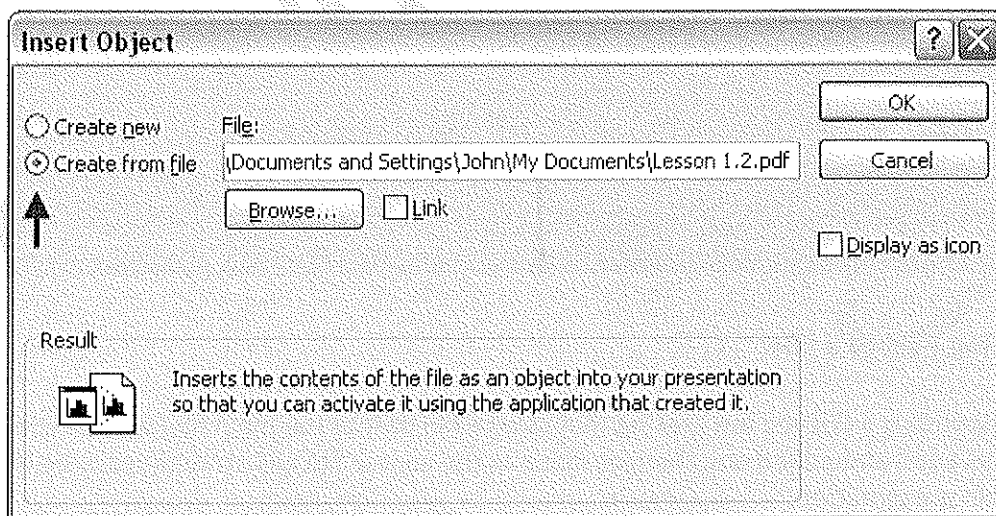 Insert Object
?
OK
Create new
File:
Create from file
\Documents and Settings\John\My Documents\Lesson 1.2.pdf
Cancel
Browse...
Link
Display as icon
Result
Inserts the contents of the file as an object into your presentation
so that you can activate it using the application that created it.